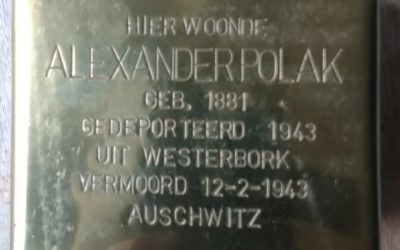 HIER WOONDE
ALEXANDER POLAK
GEB. 1881
GEDEPORTEERD 1943
UIT WESTERBORK
VERMOORD 12-2-1943
AUSCHWITZ